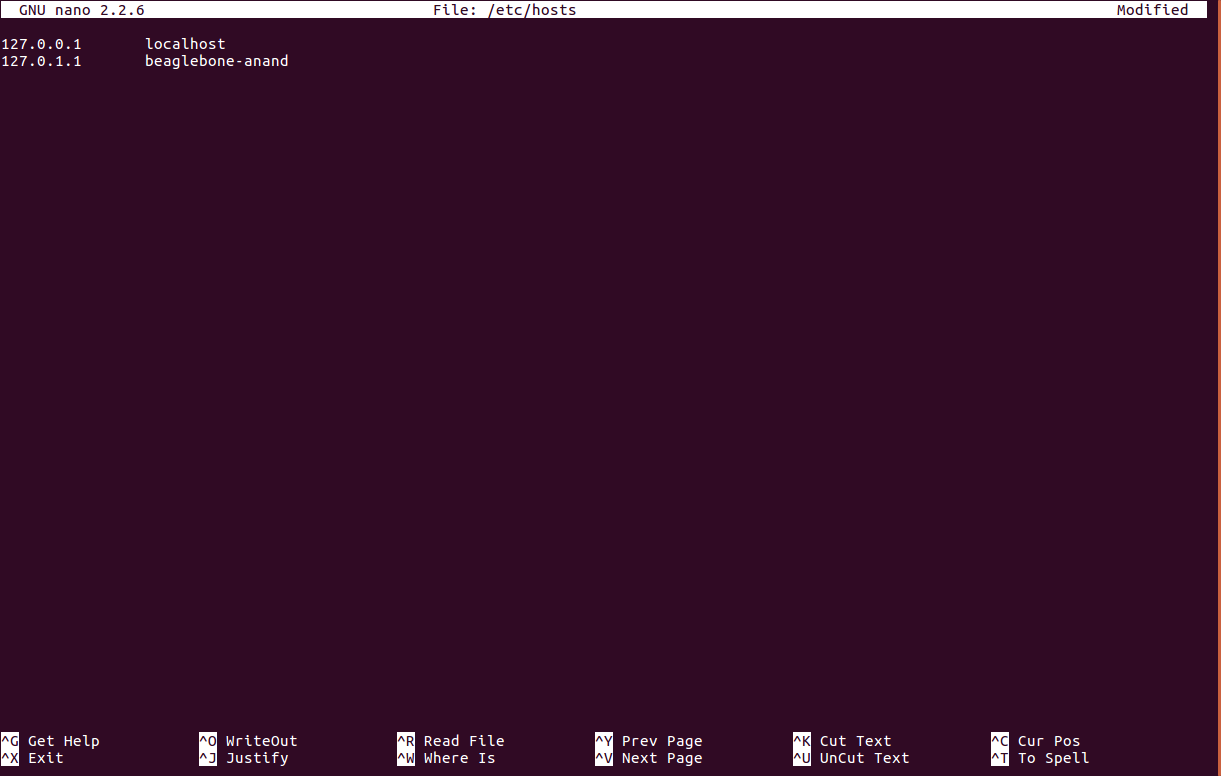 GNU nano 2.2.6 File: /etc/hosts Modified
127.0.0.1 localhost
127.0.1.1 beaglebone-anand
^G Get Help ^O WriteOut ^R Read File ^Y Prev Page ^K Cut Text ^C Cur Pos
^X Exit ^J Justify ^W Where Is ^V Next Page ^U UnCut Text ^T To Spell